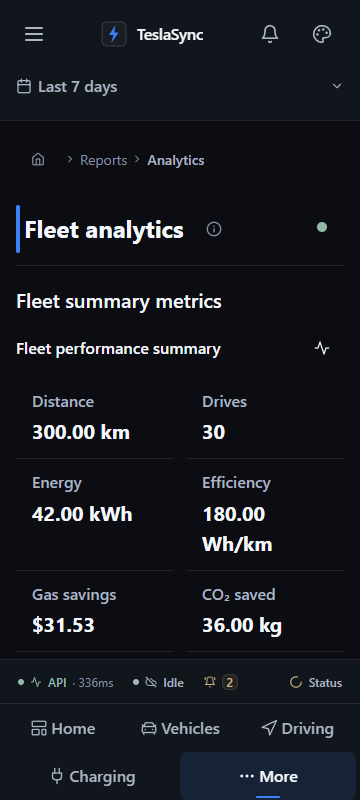 TeslaSync
Last 7 days
Reports Analytics
Fleet analytics
Fleet summary metrics
Fleet performance summary
Distance Drives
300.00 km 30
Energy Efficiency
42.00 kWh 180.00
Wh/km
Gas savings CO₂ saved
$31.53 36.00 kg
API · 336ms Idle 2 Status
Home Vehicles Driving
Charging More